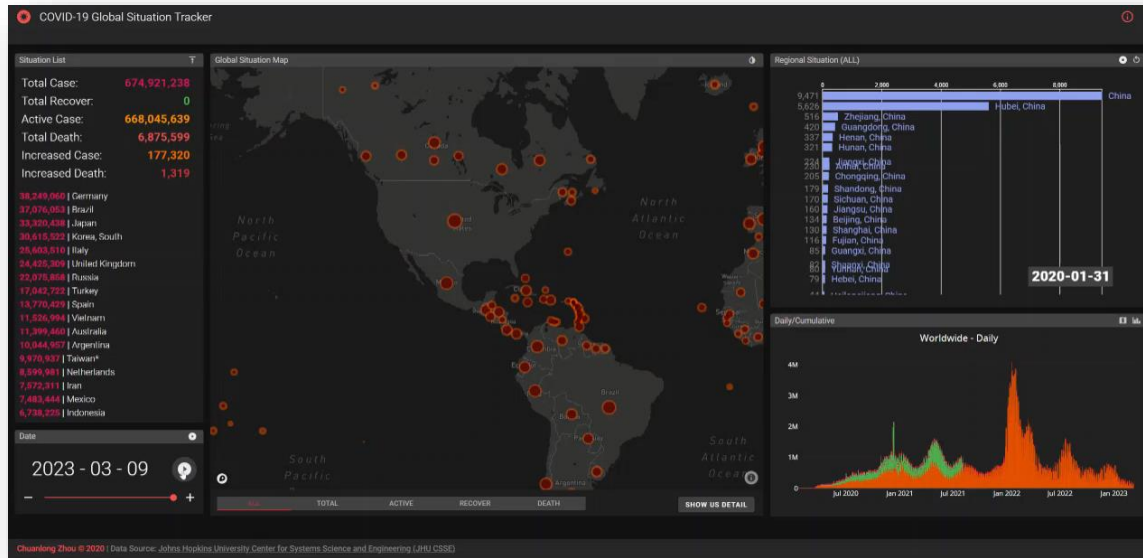 COVID-19 Global Situation Tracker
Situation List
Total Case: 674,921,238
Total Recover: 0
Active Case: 668,045,639
Total Death: 6,875,599
Increased Case: 177,320
Increased Death: 1,319
38,249,060 | Germany
37,076,053 | Brazil
33,320,438 | Japan
30,615,522 | Korea, South
25,603,510 | Italy
24,425,309 | United Kingdom
22,075,858 | Russia
17,042,722 | Turkey
13,770,429 | Spain
11,526,994 | Vietnam
11,399,460 | Australia
10,044,957 | Argentina
9,970,937 | Taiwan*
8,599,981 | Netherlands
7,572,311 | Iran
7,483,444 | Mexico
6,738,225 | Indonesia
Date
2023 - 03 - 09
Global Situation Map
North
Pacific
Ocean
North
Atlantic
Ocean
Brazil
South
Pacific
South
Atlantic
Argentina
ALL
TOTAL
ACTIVE
RECOVER
DEATH
SHOW US DETAIL
Regional Situation (ALL)
0 2,000 4,000 6,000 8,000
9,471 China
5,626 Hubei, China
516 Zhejiang, China
420 Guangdong, China
337 Henan, China
321 Hunan, China
205 Chongqing, China
179 Shandong, China
170 Sichuan, China
160 Jiangsu, China
134 Beijing, China
130 Shanghai, China
116 Fujian, China
85 Guangxi, China
79 Hebei, China
2020-01-31
Daily/Cumulative
Worldwide - Daily
4M
3M
2M
1M
0
Jul 2020 Jan 2021 Jul 2021 Jan 2022 Jul 2022 Jan 2023
Chuanlong Zhou © 2020 | Data Source: Johns Hopkins University Center for Systems Science and Engineering (JHU CSSE)